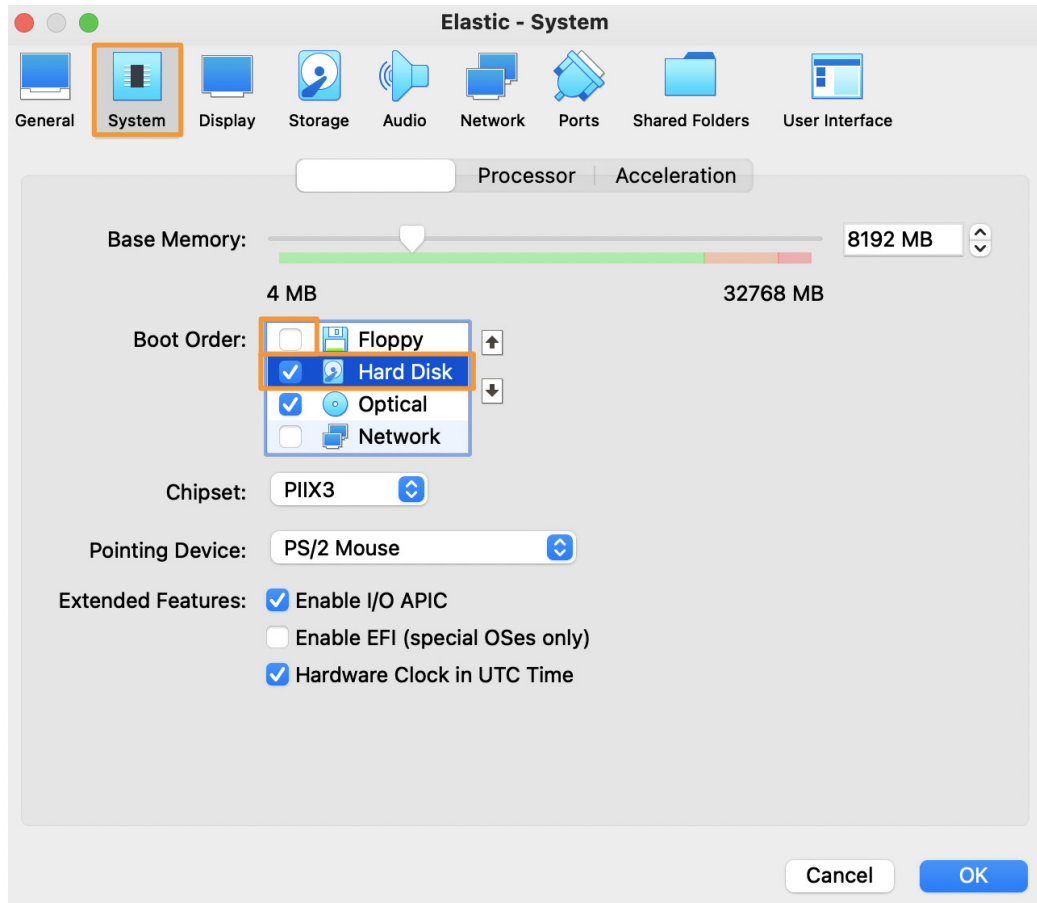 Elastic - System
General System Display Storage Audio Network Ports Shared Folders User Interface
Processor Acceleration
Base Memory: 8192 MB
4 MB 32768 MB
Boot Order: Floppy
Hard Disk
Optical
Network
Chipset: PIIX3
Pointing Device: PS/2 Mouse
Extended Features: Enable I/O APIC
Enable EFI (special OSes only)
Hardware Clock in UTC Time
Cancel OK